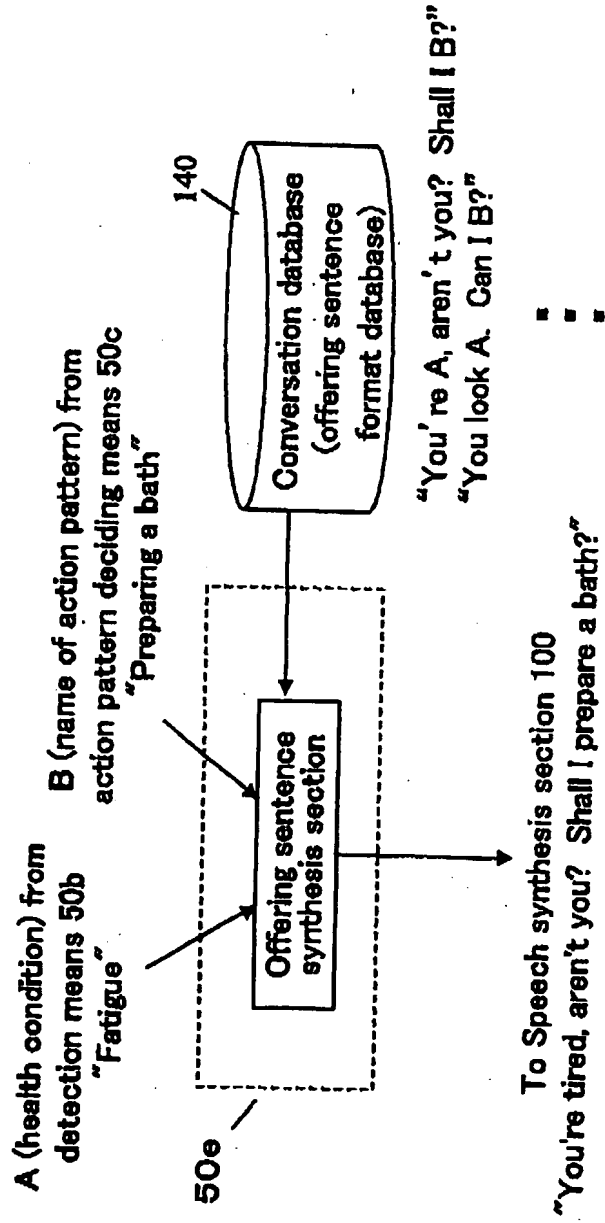 A (health condition) from
detection means 50b
"Fatigue"
B (name of action pattern) from
action pattern deciding means 50c
"Preparing a bath"
50e
Offering sentence
synthesis section
140
Conversation database
(offering sentence
format database)
"You're A, aren't you? Shall I B?"
"You look A. Can I B?"
To Speech synthesis section 100
"You're tired, aren't you? Shall I prepare a bath?"